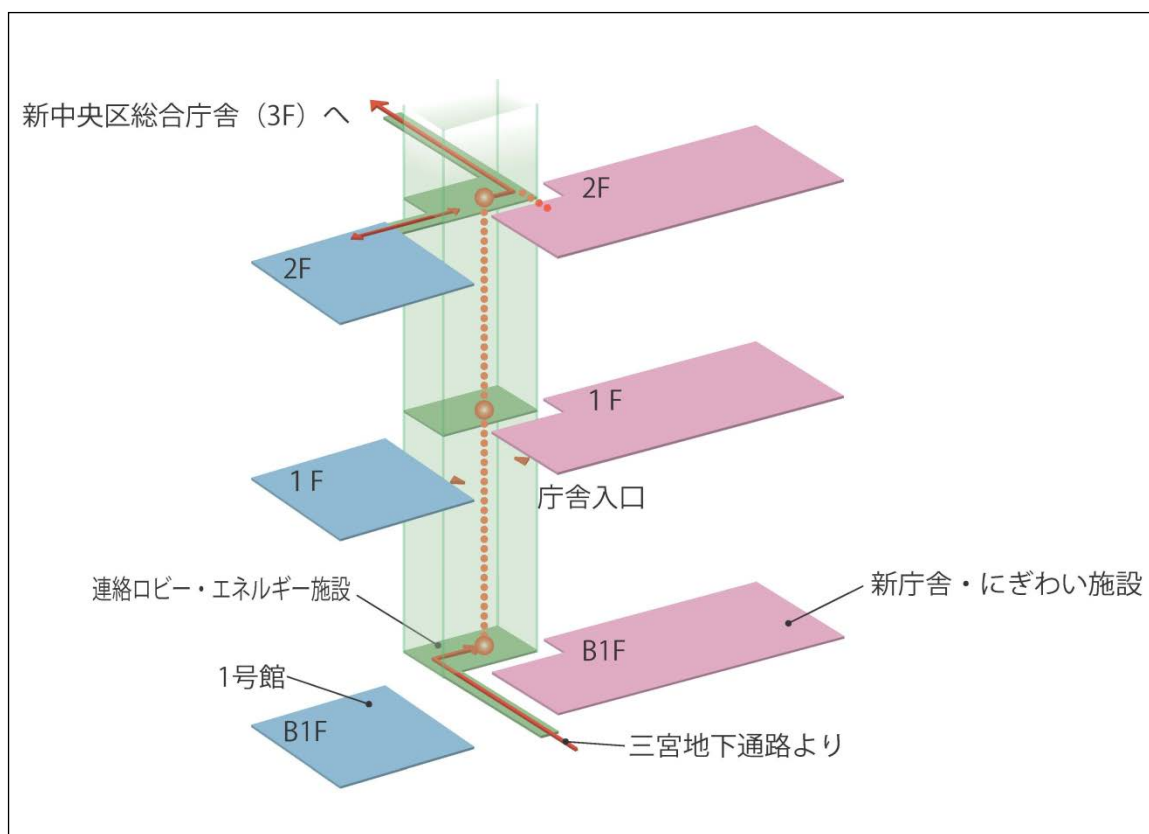 新中央区総合庁舎（3F）へ
2F
2F
1F
1F
庁舎入口
連絡ロビー・エネルギー施設
新庁舎・にぎわい施設
B1F
1号館
B1F
三宮地下通路より